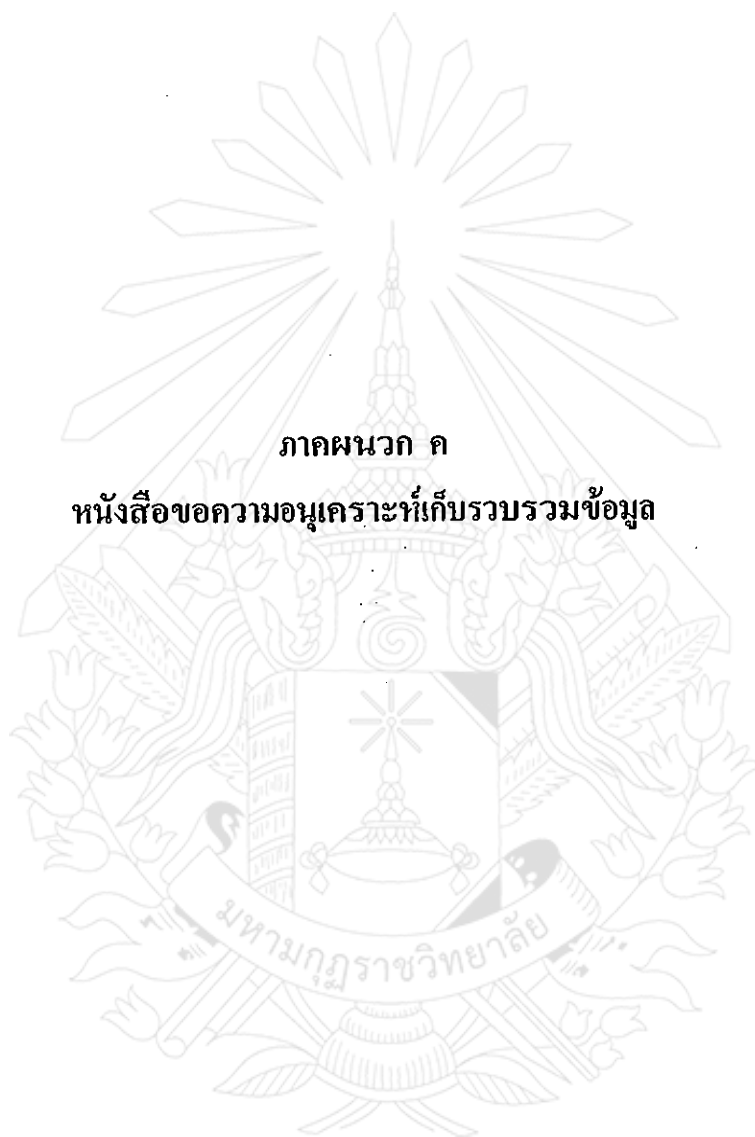 ภาคผนวก ค
หนังสือขอความอนุเคราะห์เก็บรวบรวมข้อมูล
มหามกุฏราชวิทยาลัย